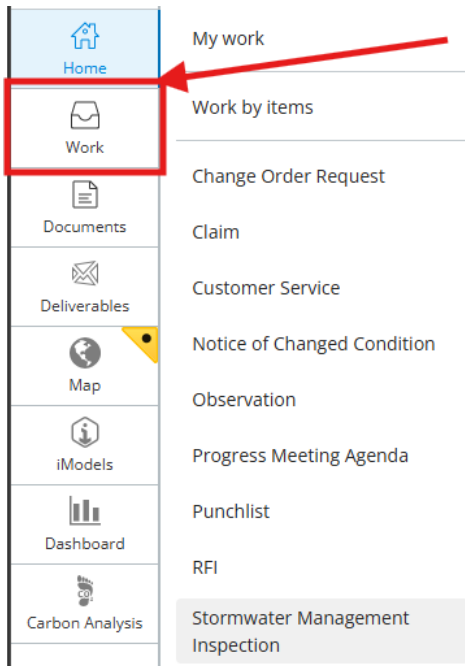 Home
Work
Documents
Deliverables
Map
iModels
Dashboard
CO₂
Carbon Analysis
My work
Work by items
Change Order Request
Claim
Customer Service
Notice of Changed Condition
Observation
Progress Meeting Agenda
Punchlist
RFI
Stormwater Management
Inspection